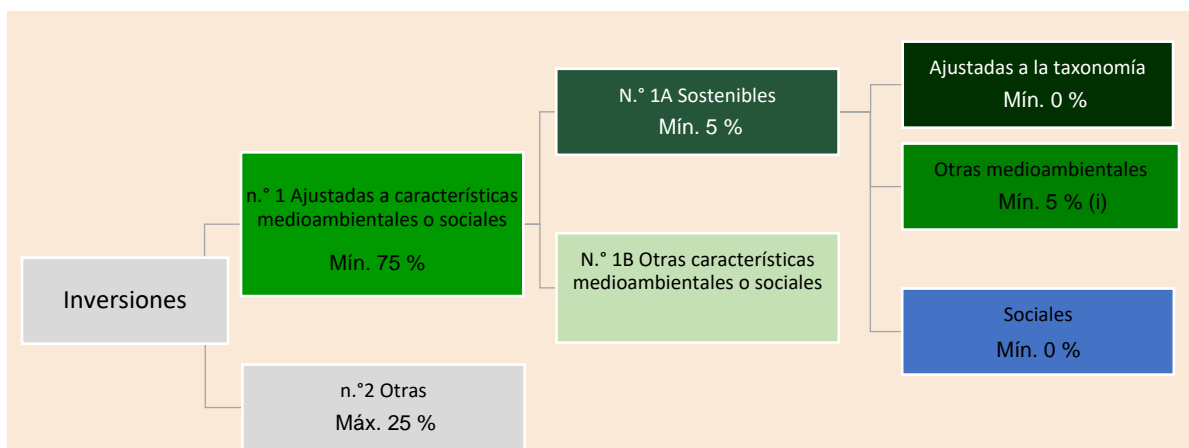 Inversiones
n.° 1 Ajustadas a características
medioambientales o sociales
Mín. 75 %
n.°2 Otras
Máx. 25 %
N.° 1A Sostenibles
Mín. 5 %
N.° 1B Otras características
medioambientales o sociales
Ajustadas a la taxonomía
Mín. 0 %
Otras medioambientales
Mín. 5 % (i)
Sociales
Mín. 0 %